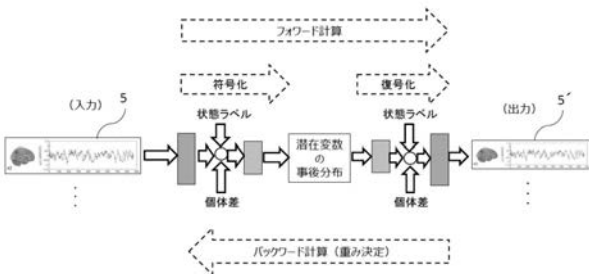 フォワード計算
符号化
復号化
(入力)
5
状態ラベル
状態ラベル
(出力)
5´
潜在変数
の
事後分布
個体差
個体差
バックワード計算(重み決定)